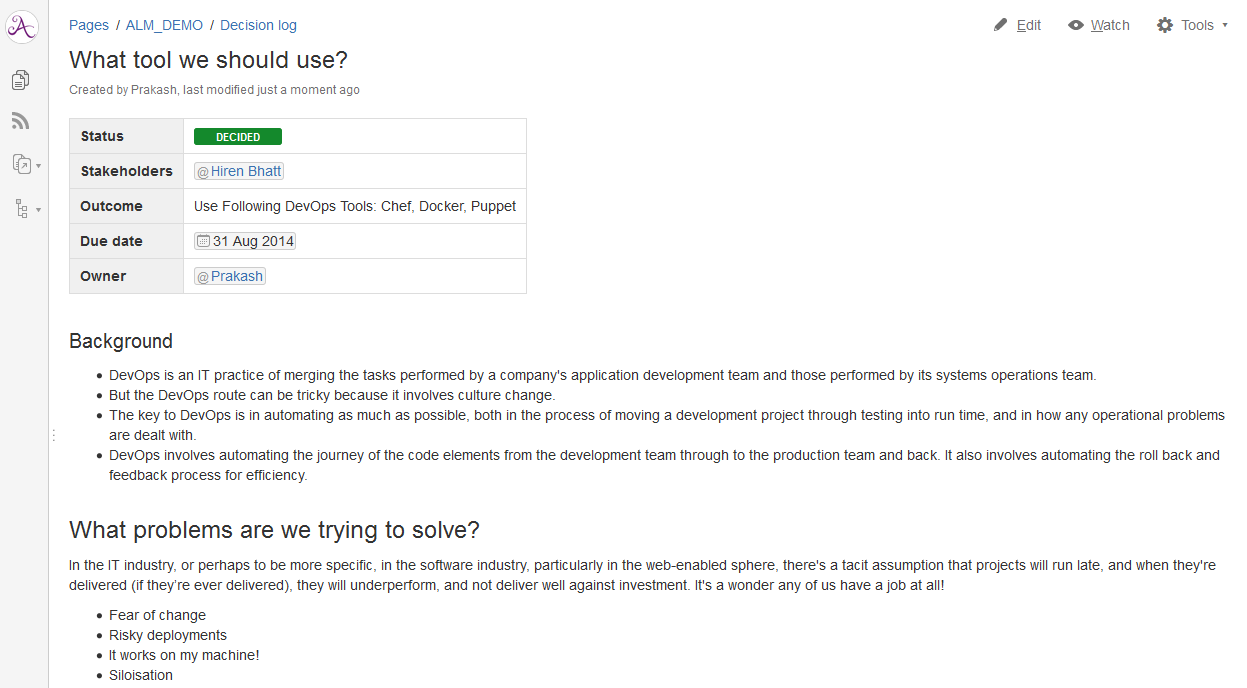 Pages / ALM_DEMO / Decision log
Edit Watch Tools
What tool we should use?
Created by Prakash, last modified just a moment ago
Status DECIDED
Stakeholders @Hiren Bhatt
Outcome Use Following DevOps Tools: Chef, Docker, Puppet
Due date 31 Aug 2014
Owner @Prakash
Background
• DevOps is an IT practice of merging the tasks performed by a company's application development team and those performed by its systems operations team.
• But the DevOps route can be tricky because it involves culture change.
• The key to DevOps is in automating as much as possible, both in the process of moving a development project through testing into run time, and in how any operational problems
are dealt with.
• DevOps involves automating the journey of the code elements from the development team through to the production team and back. It also involves automating the roll back and
feedback process for efficiency.
What problems are we trying to solve?
In the IT industry, or perhaps to be more specific, in the software industry, particularly in the web-enabled sphere, there's a tacit assumption that projects will run late, and when they're
delivered (if they’re ever delivered), they will underperform, and not deliver well against investment. It's a wonder any of us have a job at all!
• Fear of change
• Risky deployments
• It works on my machine!
• Siloisation